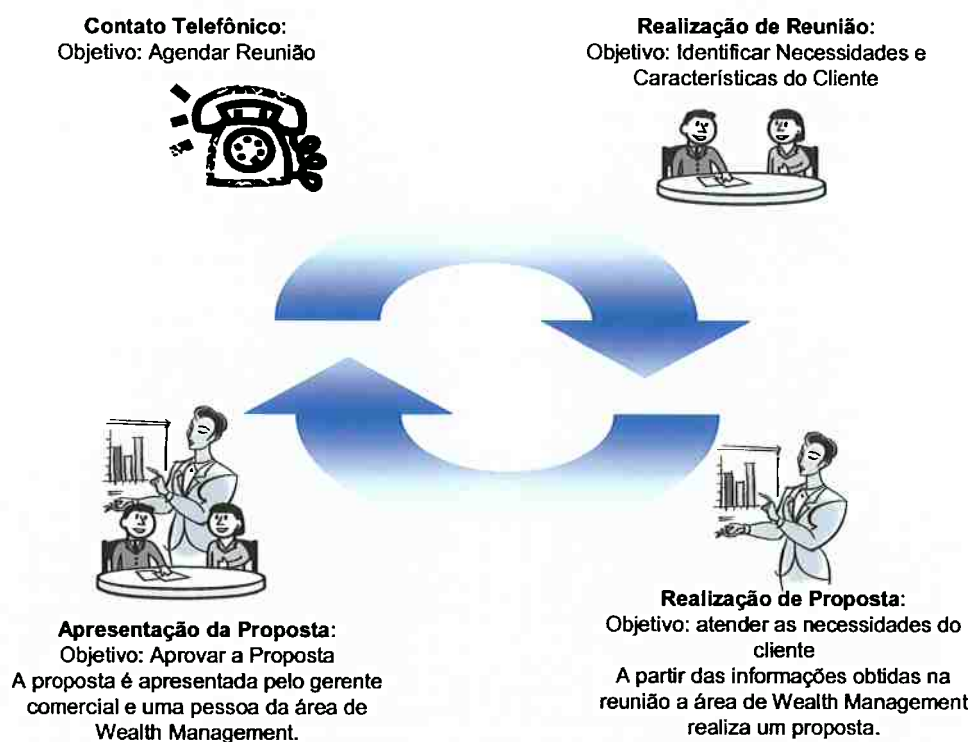 Contato Telefônico:
Objetivo: Agendar Reunião
Realização de Reunião:
Objetivo: Identificar Necessidades e
Características do Cliente
Realização de Proposta:
Objetivo: atender as necessidades do
cliente
A partir das informações obtidas na
reunião a área de Wealth Management
realiza um proposta.
Apresentação da Proposta:
Objetivo: Aprovar a Proposta
A proposta é apresentada pelo gerente
comercial e uma pessoa da área de
Wealth Management.